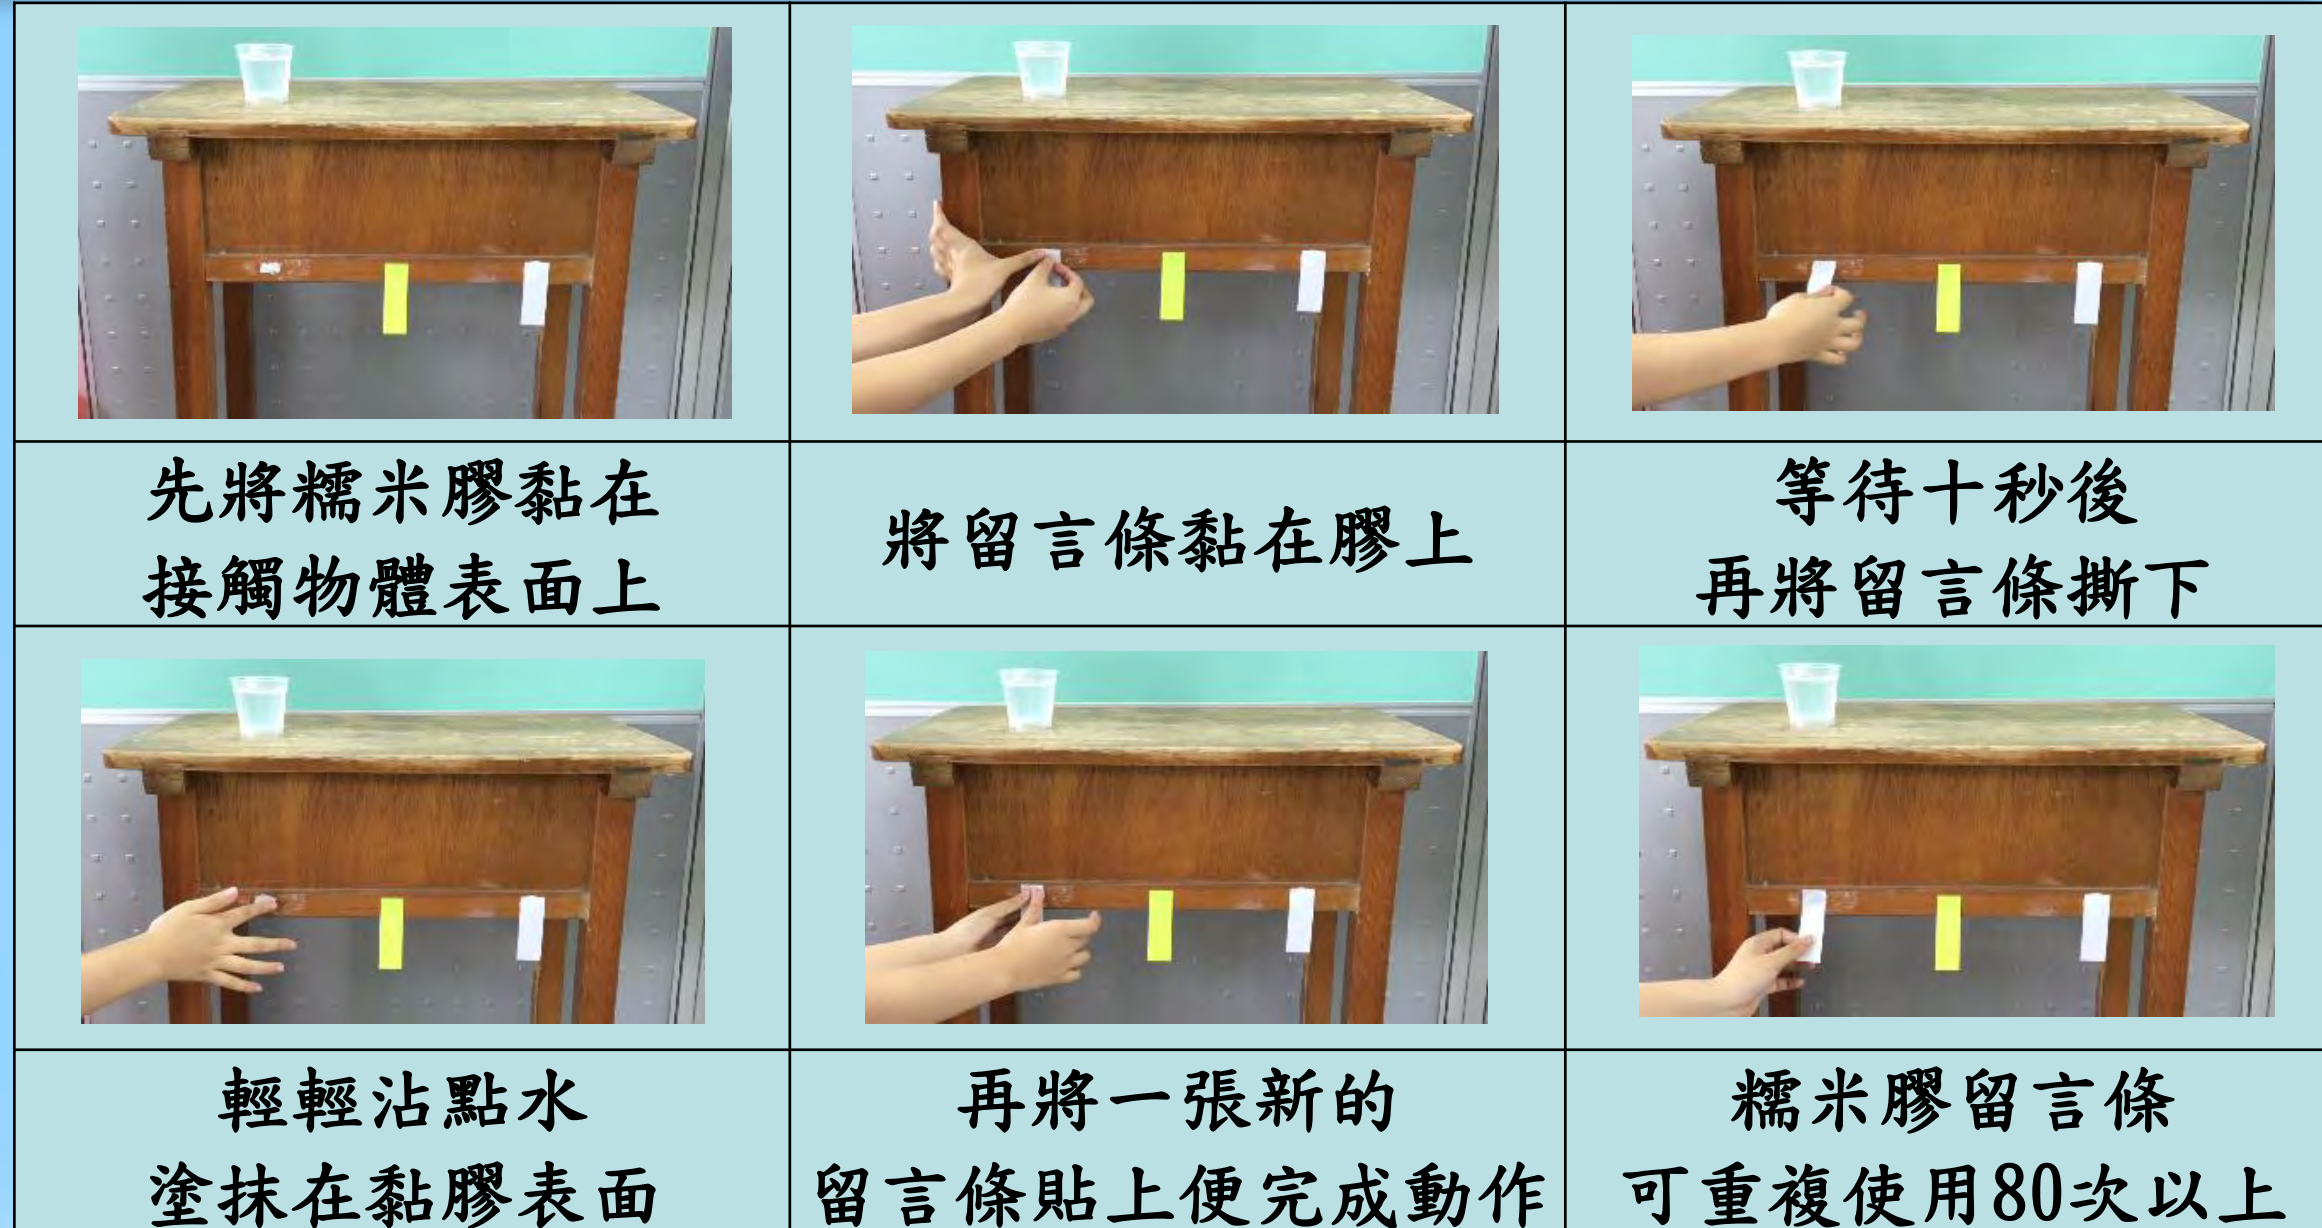 先將糯米膠黏在
接觸物體表面上
將留言條黏在膠上
等待十秒後
再將留言條撕下
輕輕沾點水
塗抹在黏膠表面
再將一張新的
留言條貼上便完成動作
糯米膠留言條
可重複使用80次以上